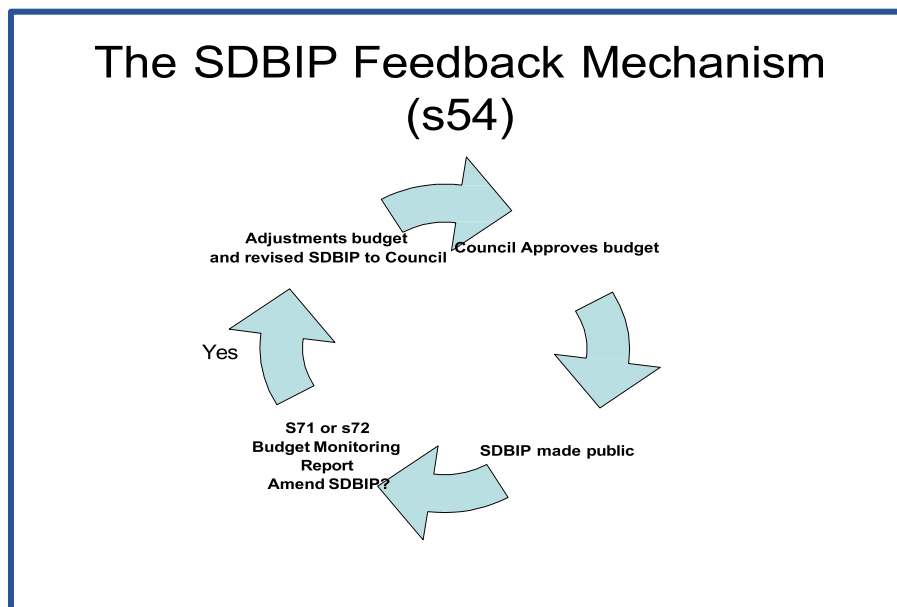 The SDBIP Feedback Mechanism
(s54)
Adjustments budget
and revised SDBIP to Council
Council Approves budget
Yes
S71 or s72
Budget Monitoring
Report
Amend SDBIP?
SDBIP made public